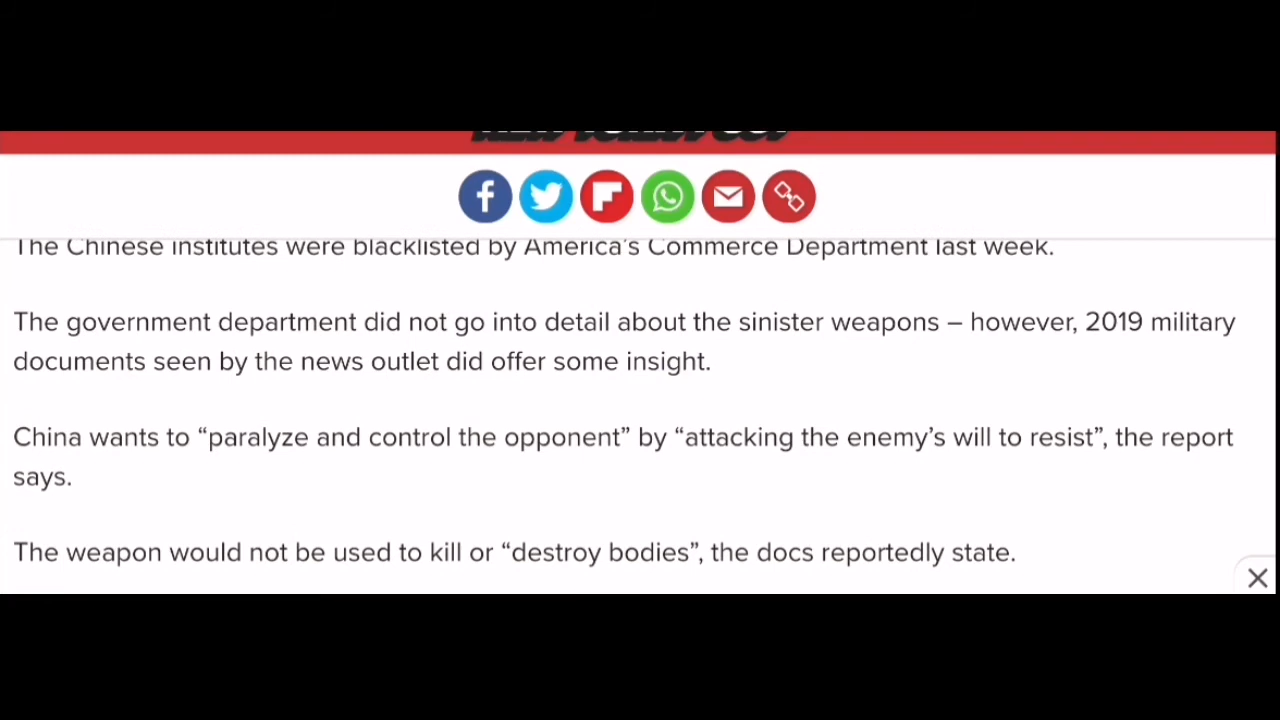 The Chinese institutes were blacklisted by America’s Commerce Department last week.
The government department did not go into detail about the sinister weapons – however, 2019 military
documents seen by the news outlet did offer some insight.
China wants to “paralyze and control the opponent” by “attacking the enemy’s will to resist”, the report
says.
The weapon would not be used to kill or “destroy bodies”, the docs reportedly state.